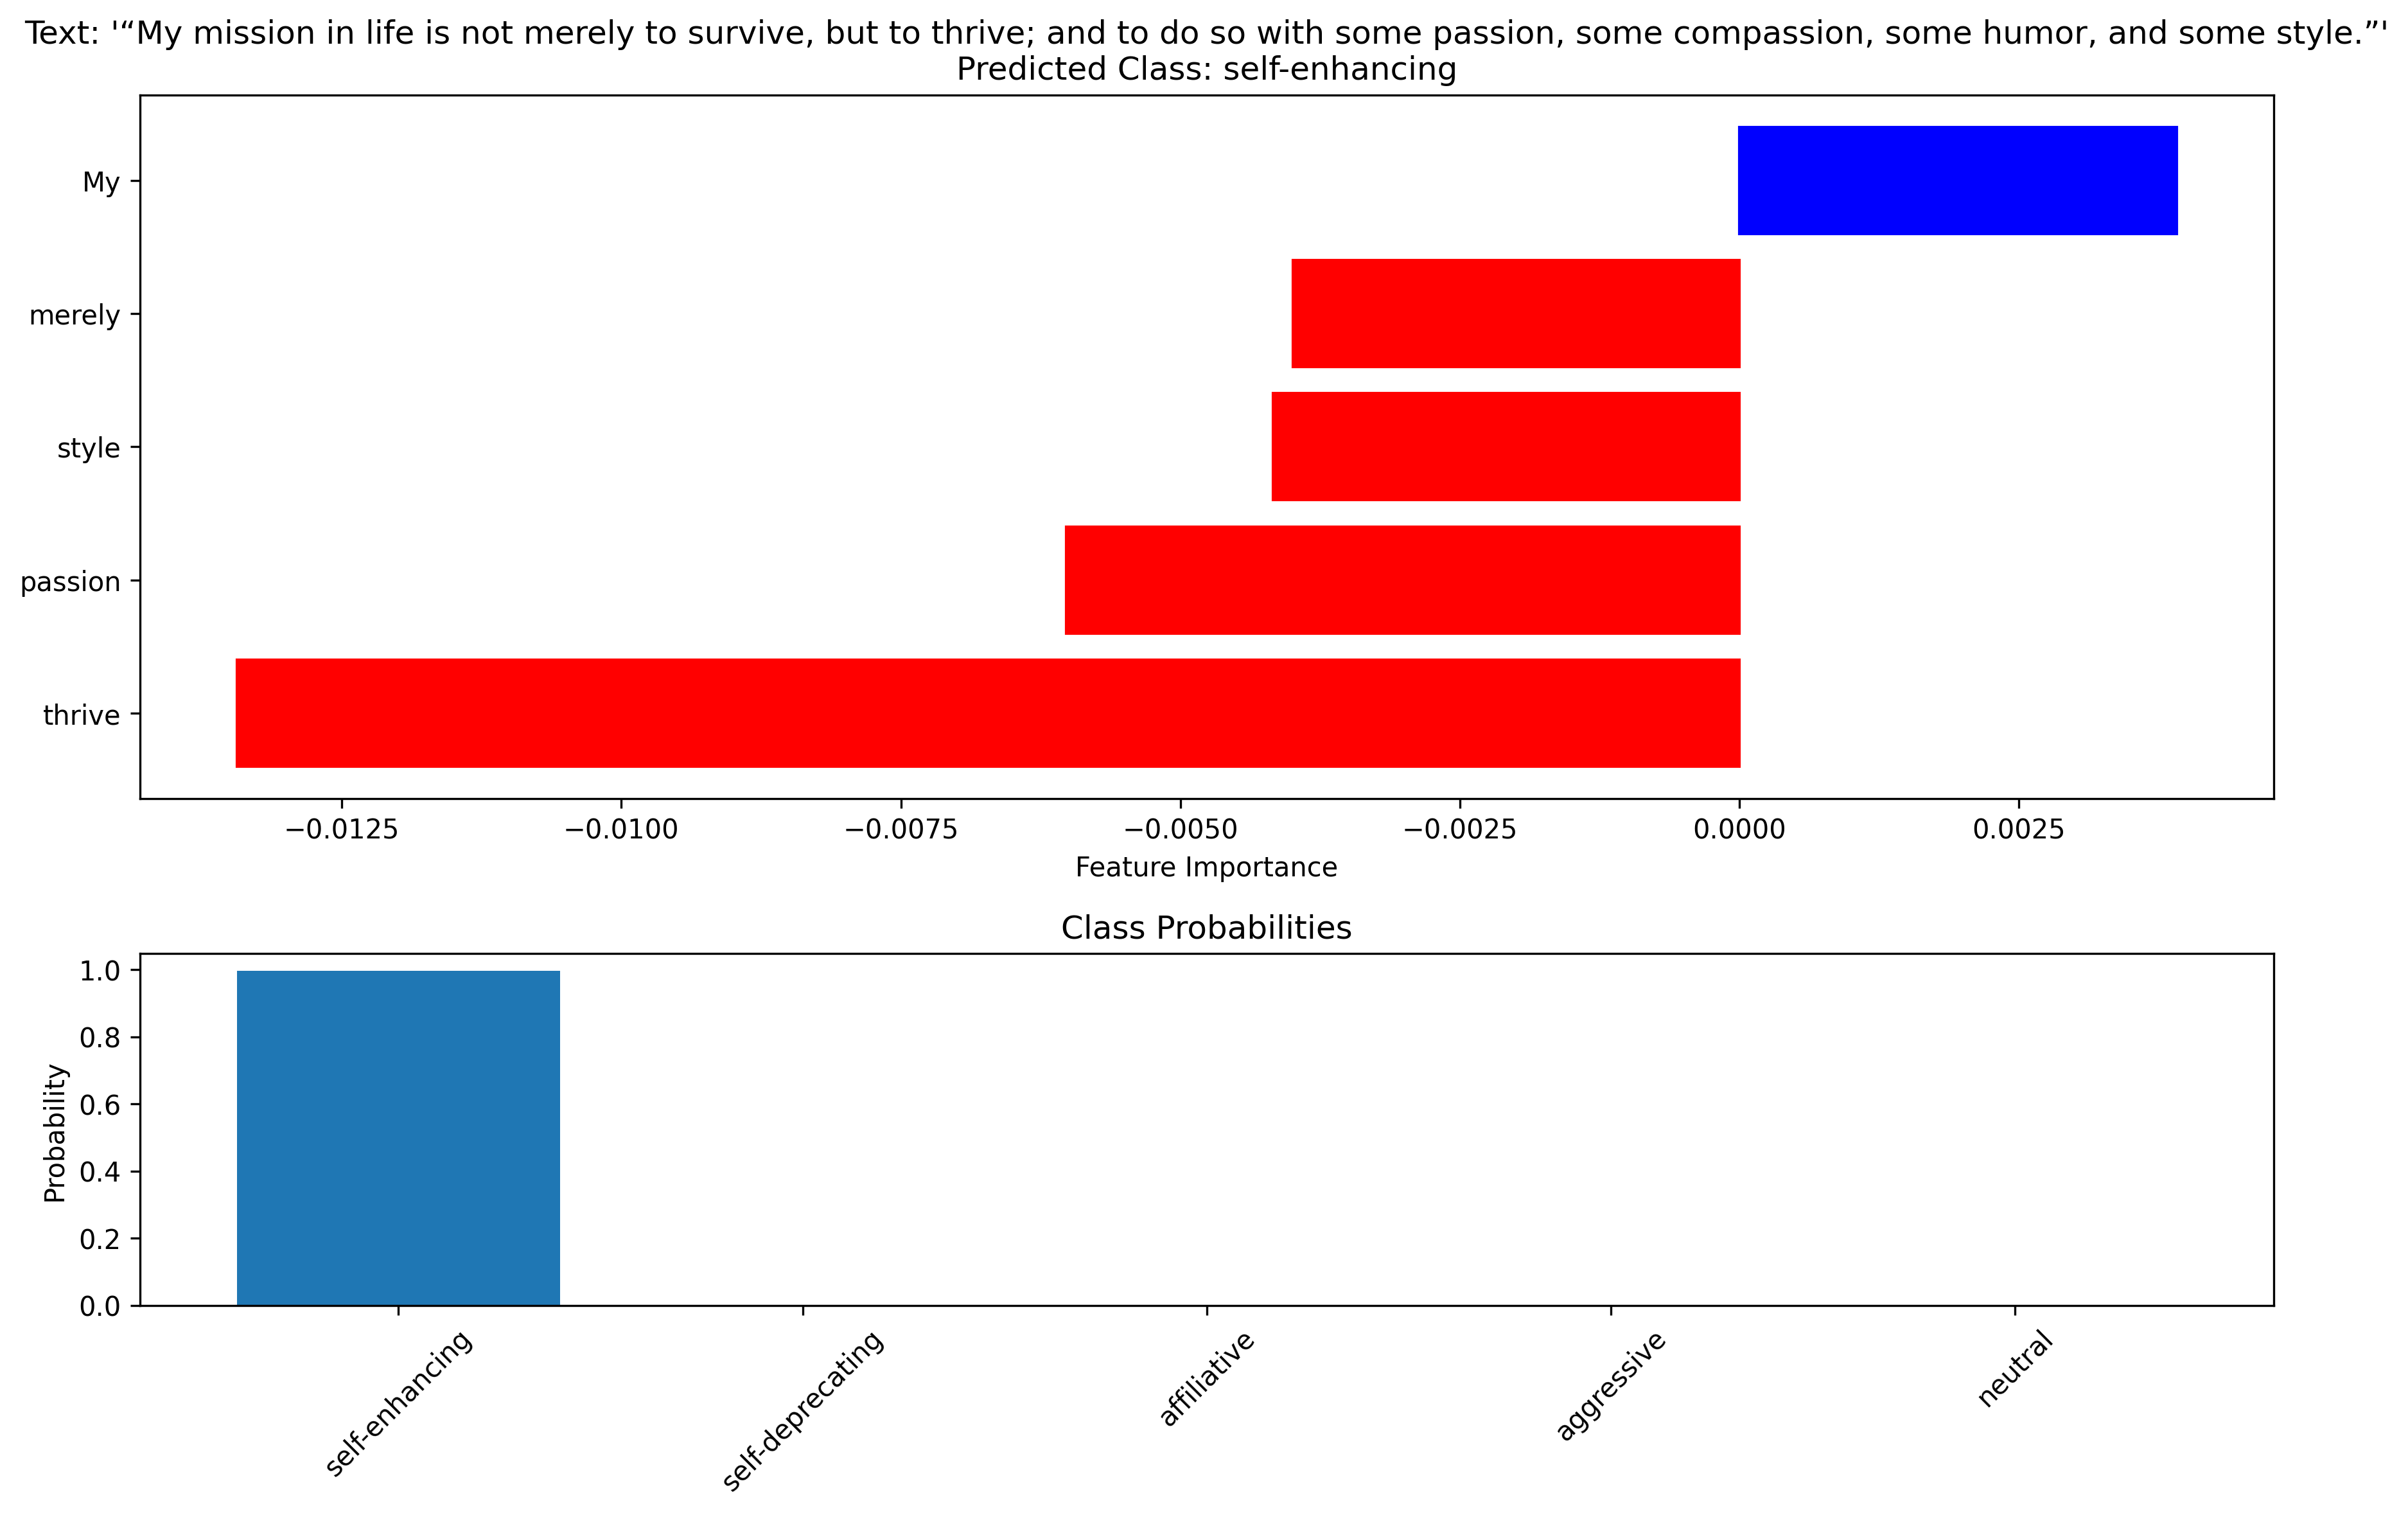 Text: '“My mission in life is not merely to survive, but to thrive; and to do so with some passion, some compassion, some humor, and some style.”'
Predicted Class: self-enhancing
My
merely
style
passion
thrive
−0.0125 −0.0100 −0.0075 −0.0050 −0.0025 0.0000 0.0025
Feature Importance
Class Probabilities
1.0
0.8
0.6
0.4
0.2
0.0
Probability
self-enhancing
self-deprecating
affiliative
aggressive
neutral